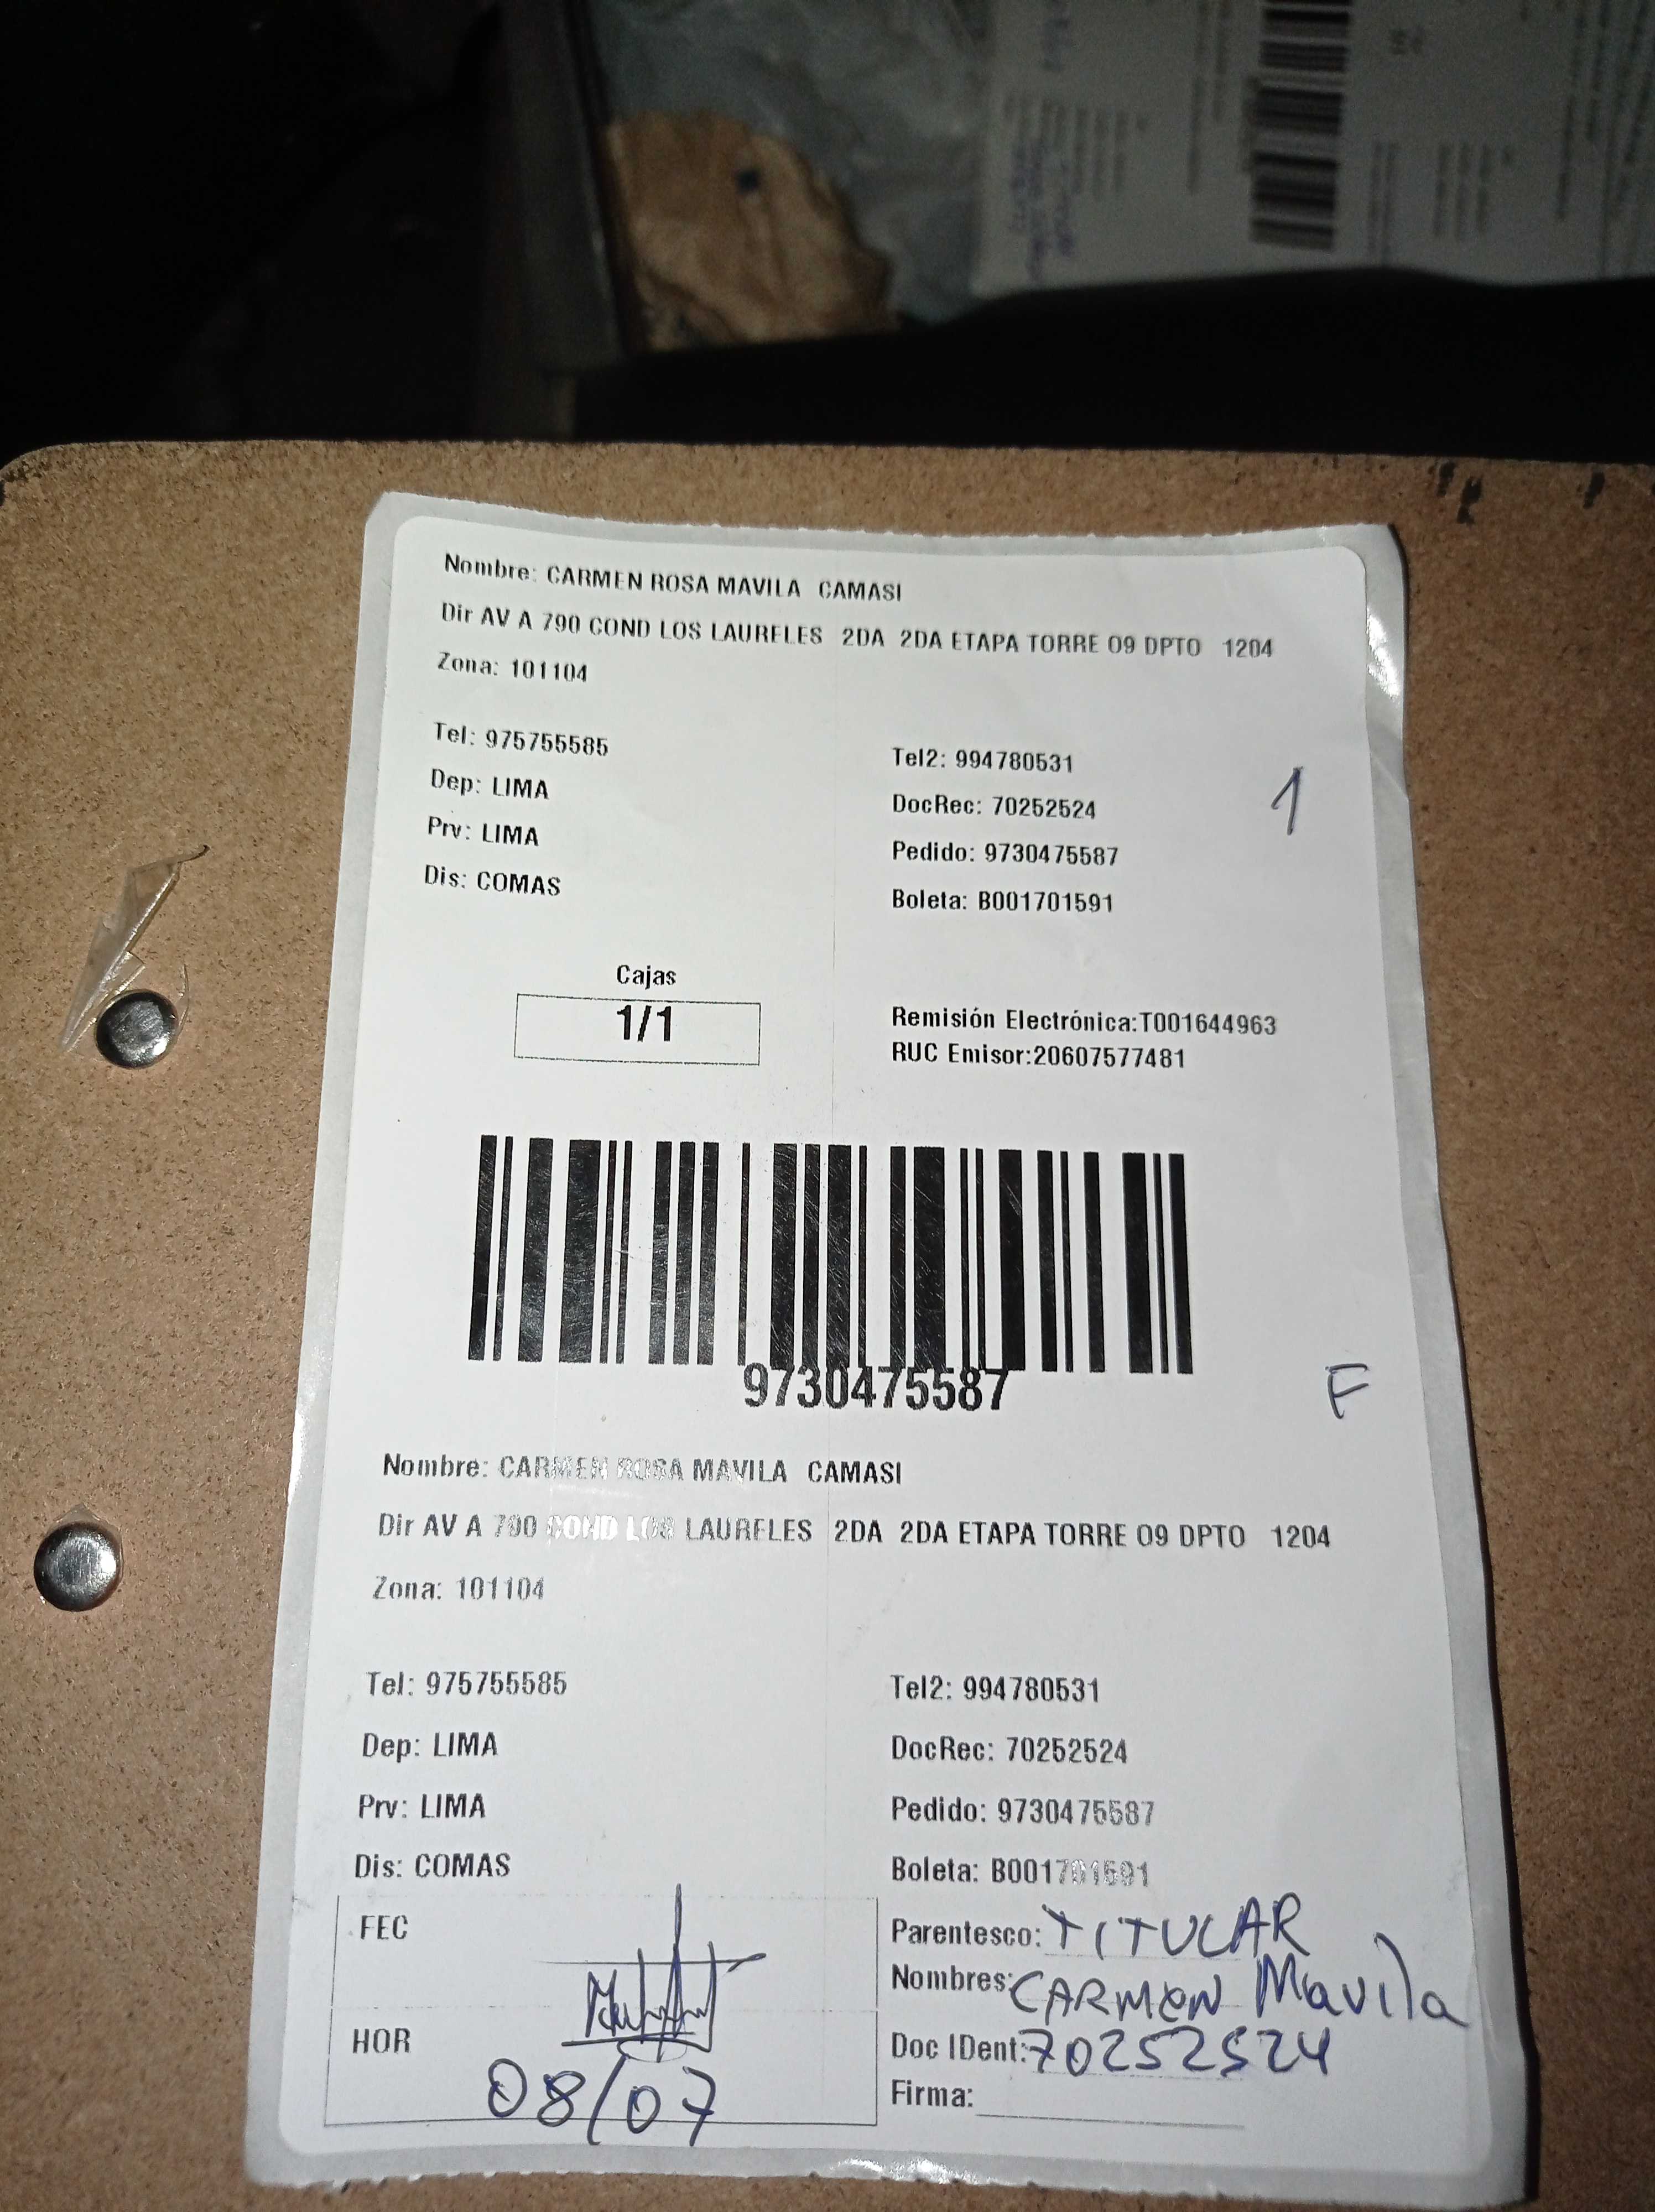 Nombre: CARMEN ROSA MAVILA CAMASI
Dir AV A 790 COND LOS LAURELES 2DA 2DA ETAPA TORRE 09 DPTO 1204
Zona: 101104
Tel: 975755585
Tel2: 994780531
Dep: LIMA
DocRec: 70252524
1
Prv: LIMA
Pedido: 9730475587
Dis: COMAS
Boleta: B001701591
Cajas
1/1
Remisión Electrónica:T001644963
RUC Emisor:20607577481
9730475587
F
Nombre: CARMEN ROSA MAVILA CAMASI
Dir AV A 790 COND LOS LAURELES 2DA 2DA ETAPA TORRE 09 DPTO 1204
Zona: 101104
Tel: 975755585
Tel2: 994780531
Dep: LIMA
DocRec: 70252524
Prv: LIMA
Pedido: 9730475587
Dis: COMAS
Boleta: B001701591
FEC
Parentesco: TITULAR
Nombres: CARMEN Mavila
HOR
Doc IDent: 70252524
08/07
Firma: